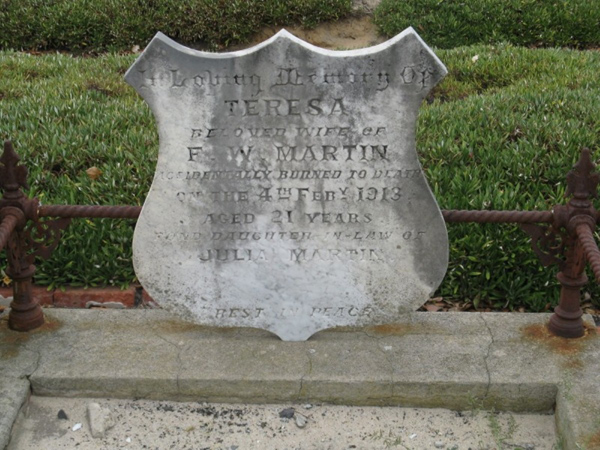 In Loving Memory Of
TERESA
BELOVED WIFE OF
F. W. MARTIN
ACCIDENTALLY BURNED TO DEATH
ON THE 4TH FEBY. 1913
AGED 21 YEARS
FOND DAUGHTER-IN-LAW OF
JULIA MARTIN
REST IN PEACE